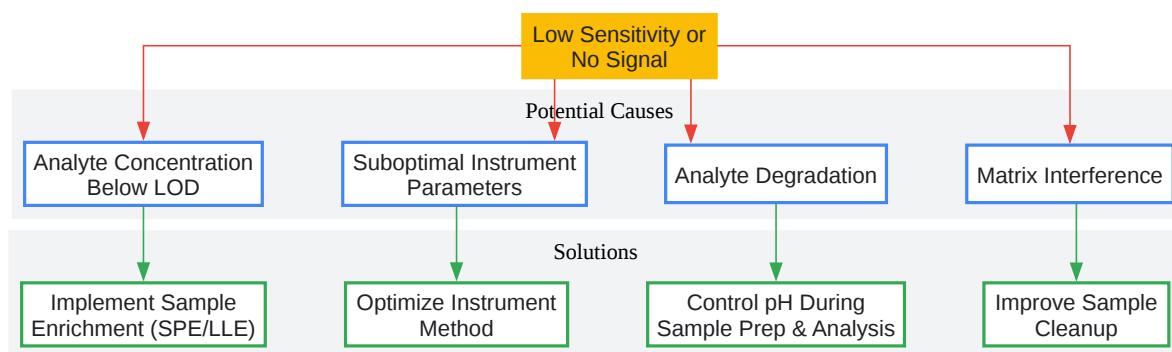 Low Sensitivity or
No Signal
Potential Causes
Analyte Concentration
Below LOD
Suboptimal Instrument
Parameters
Analyte Degradation
Matrix Interference
Solutions
Implement Sample
Enrichment (SPE/LLE)
Optimize Instrument
Method
Control pH During
Sample Prep & Analysis
Improve Sample
Cleanup